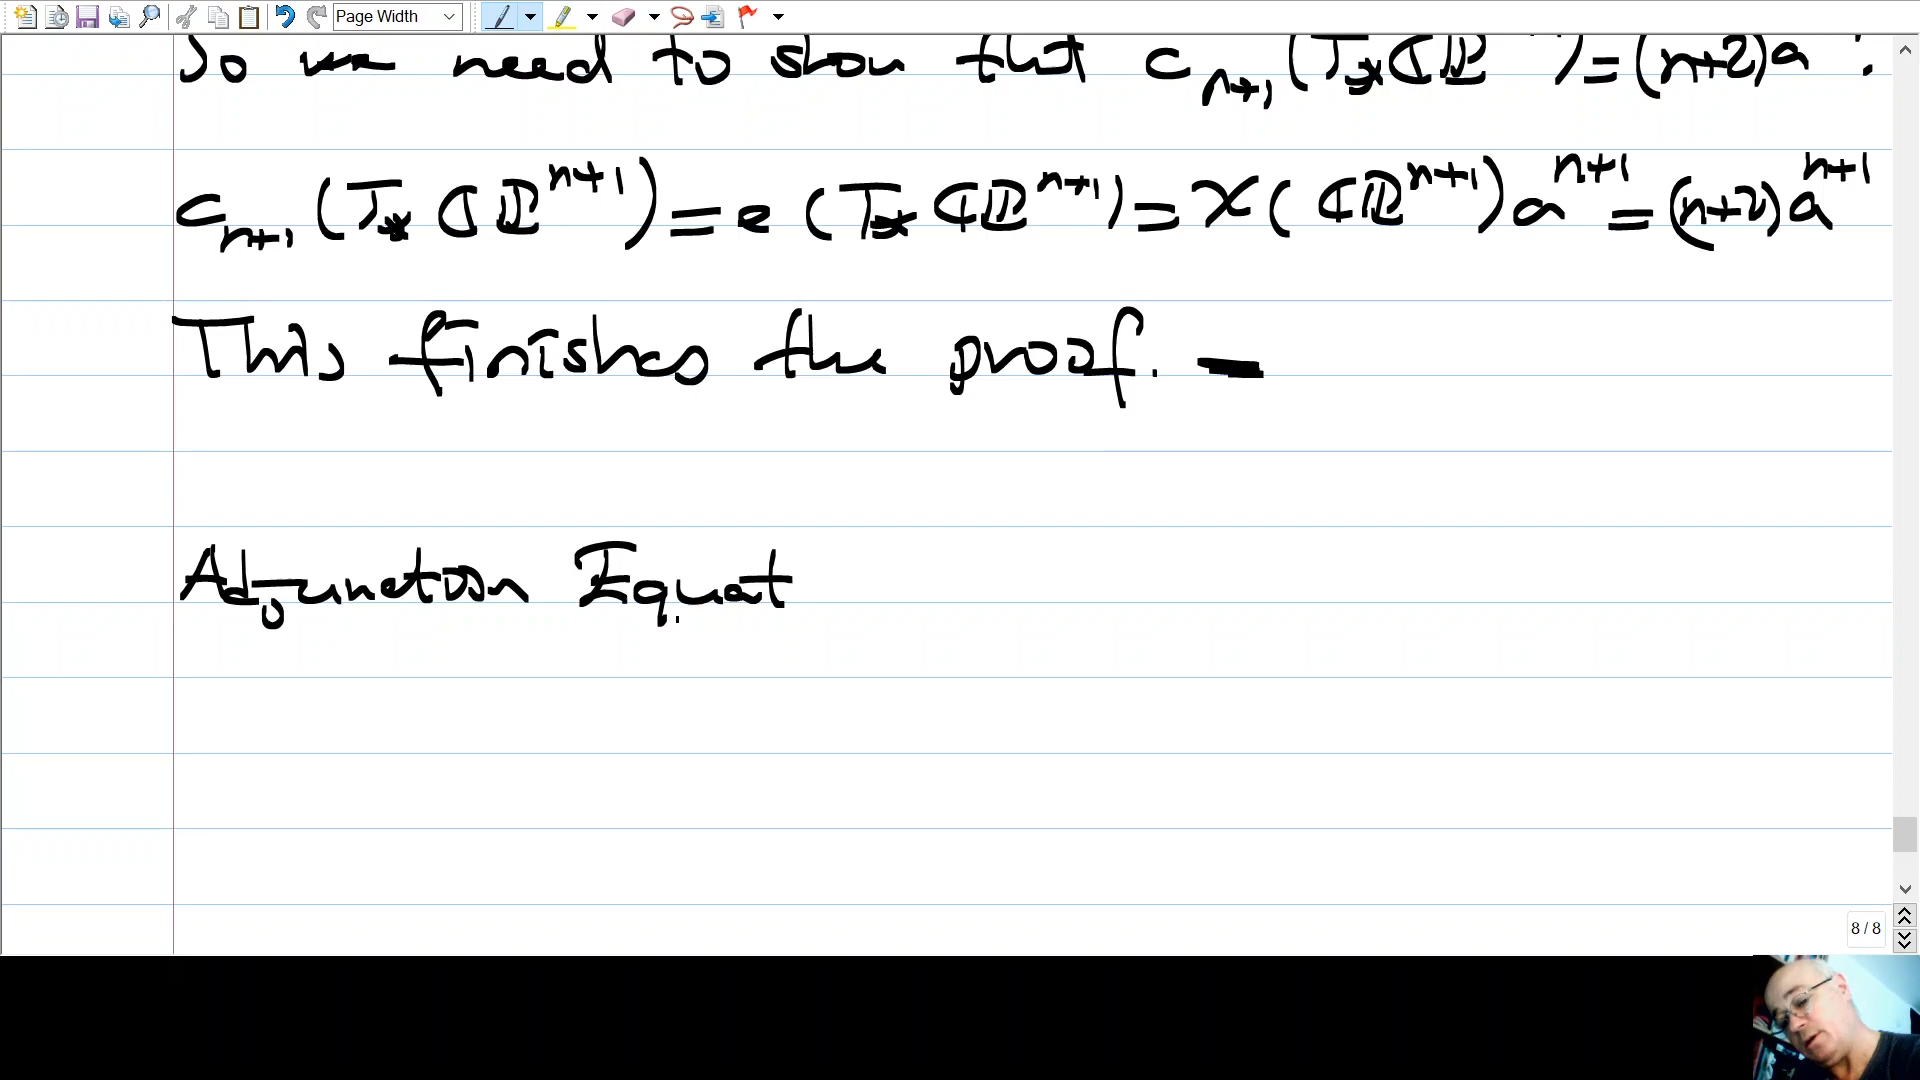 Page Width
So we need to show that c_{n+1}(T_*ℂℙ^{n+1})=(n+2)a^{n+1}.
c_{n+1}(T_*ℂℙ^{n+1})=e(T_*ℂℙ^{n+1})=χ(ℂℙ^{n+1})a^{n+1}=(n+2)a^{n+1}
This finishes the proof. –
Adjunction Equat
8 / 8